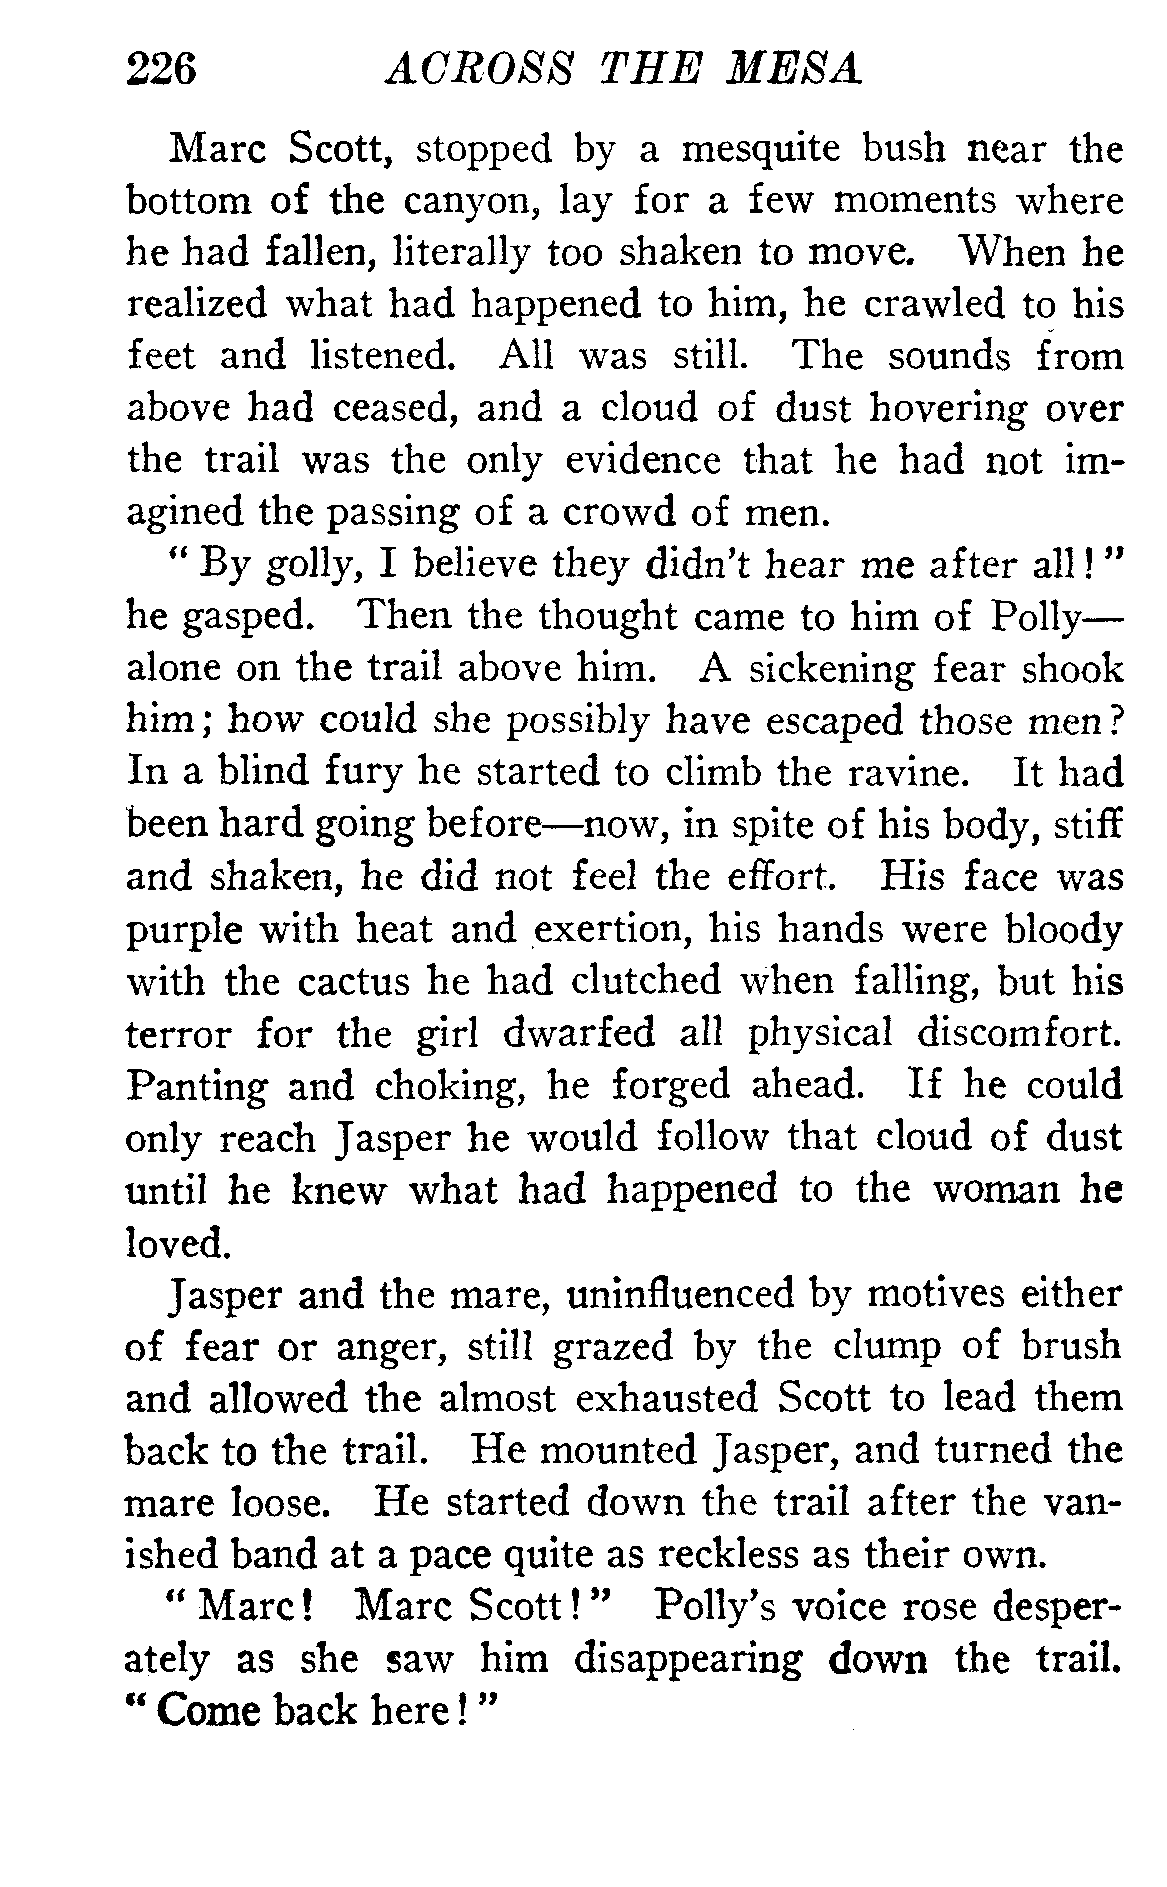 226 ACROSS THE MESA
Marc Scott, stopped by a mesquite bush near the
bottom of the canyon, lay for a few moments where
he had fallen, literally too shaken to move. When he
realized what had happened to him, he crawled to his
feet and listened. All was still. The sounds from
above had ceased, and a cloud of dust hovering over
the trail was the only evidence that he had not im-
agined the passing of a crowd of men.
“ By golly, I believe they didn't hear me after all ! ”
he gasped. Then the thought came to him of Polly—
alone on the trail above him. A sickening fear shook
him ; how could she possibly have escaped those men ?
In a blind fury he started to climb the ravine. It had
been hard going before—now, in spite of his body, stiff
and shaken, he did not feel the effort. His face was
purple with heat and exertion, his hands were bloody
with the cactus he had clutched when falling, but his
terror for the girl dwarfed all physical discomfort.
Panting and choking, he forged ahead. If he could
only reach Jasper he would follow that cloud of dust
until he knew what had happened to the woman he
loved.
Jasper and the mare, uninfluenced by motives either
of fear or anger, still grazed by the clump of brush
and allowed the almost exhausted Scott to lead them
back to the trail. He mounted Jasper, and turned the
mare loose. He started down the trail after the van-
ished band at a pace quite as reckless as their own.
“ Marc ! Marc Scott ! ” Polly's voice rose desper-
ately as she saw him disappearing down the trail.
“ Come back here ! ”